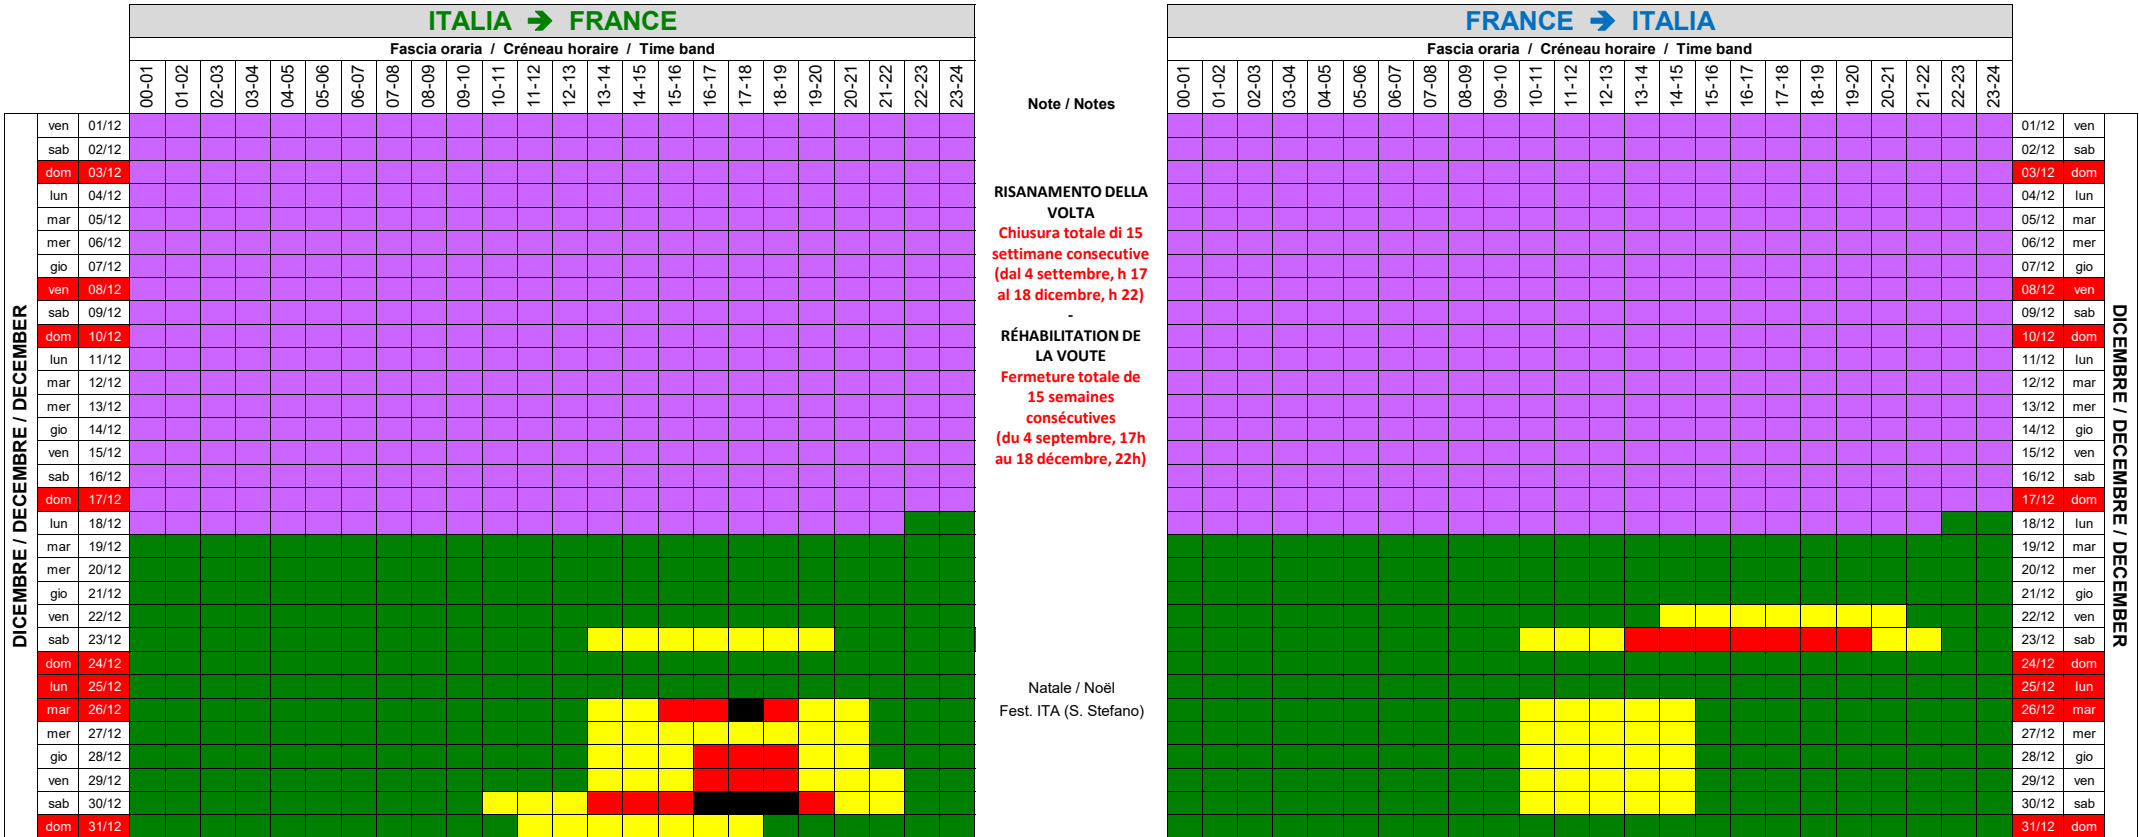 ITALIA ➔ FRANCE
Fascia oraria / Créneau horaire / Time band
00-01 01-02 02-03 03-04 04-05 05-06 06-07 07-08 08-09 09-10 10-11 11-12 12-13 13-14 14-15 15-16 16-17 17-18 18-19 19-20 20-21 21-22 22-23 23-24
DICEMBRE / DECEMBRE / DECEMBER
ven 01/12
sab 02/12
dom 03/12
lun 04/12
mar 05/12
mer 06/12
gio 07/12
ven 08/12
sab 09/12
dom 10/12
lun 11/12
mar 12/12
mer 13/12
gio 14/12
ven 15/12
sab 16/12
dom 17/12
lun 18/12
mar 19/12
mer 20/12
gio 21/12
ven 22/12
sab 23/12
dom 24/12
lun 25/12
mar 26/12
mer 27/12
gio 28/12
ven 29/12
sab 30/12
dom 31/12
Note / Notes
RISANAMENTO DELLA
VOLTA
Chiusura totale di 15
settimane consecutive
(dal 4 settembre, h 17
al 18 dicembre, h 22)
-
RÉHABILITATION DE
LA VOUTE
Fermeture totale de
15 semaines
consécutives
(du 4 septembre, 17h
au 18 décembre, 22h)
Natale / Noël
Fest. ITA (S. Stefano)
FRANCE ➔ ITALIA
Fascia oraria / Créneau horaire / Time band
00-01 01-02 02-03 03-04 04-05 05-06 06-07 07-08 08-09 09-10 10-11 11-12 12-13 13-14 14-15 15-16 16-17 17-18 18-19 19-20 20-21 21-22 22-23 23-24
01/12 ven
02/12 sab
03/12 dom
04/12 lun
05/12 mar
06/12 mer
07/12 gio
08/12 ven
09/12 sab
10/12 dom
11/12 lun
12/12 mar
13/12 mer
14/12 gio
15/12 ven
16/12 sab
17/12 dom
18/12 lun
19/12 mar
20/12 mer
21/12 gio
22/12 ven
23/12 sab
24/12 dom
25/12 lun
26/12 mar
27/12 mer
28/12 gio
29/12 ven
30/12 sab
31/12 dom
DICEMBRE / DECEMBRE / DECEMBER